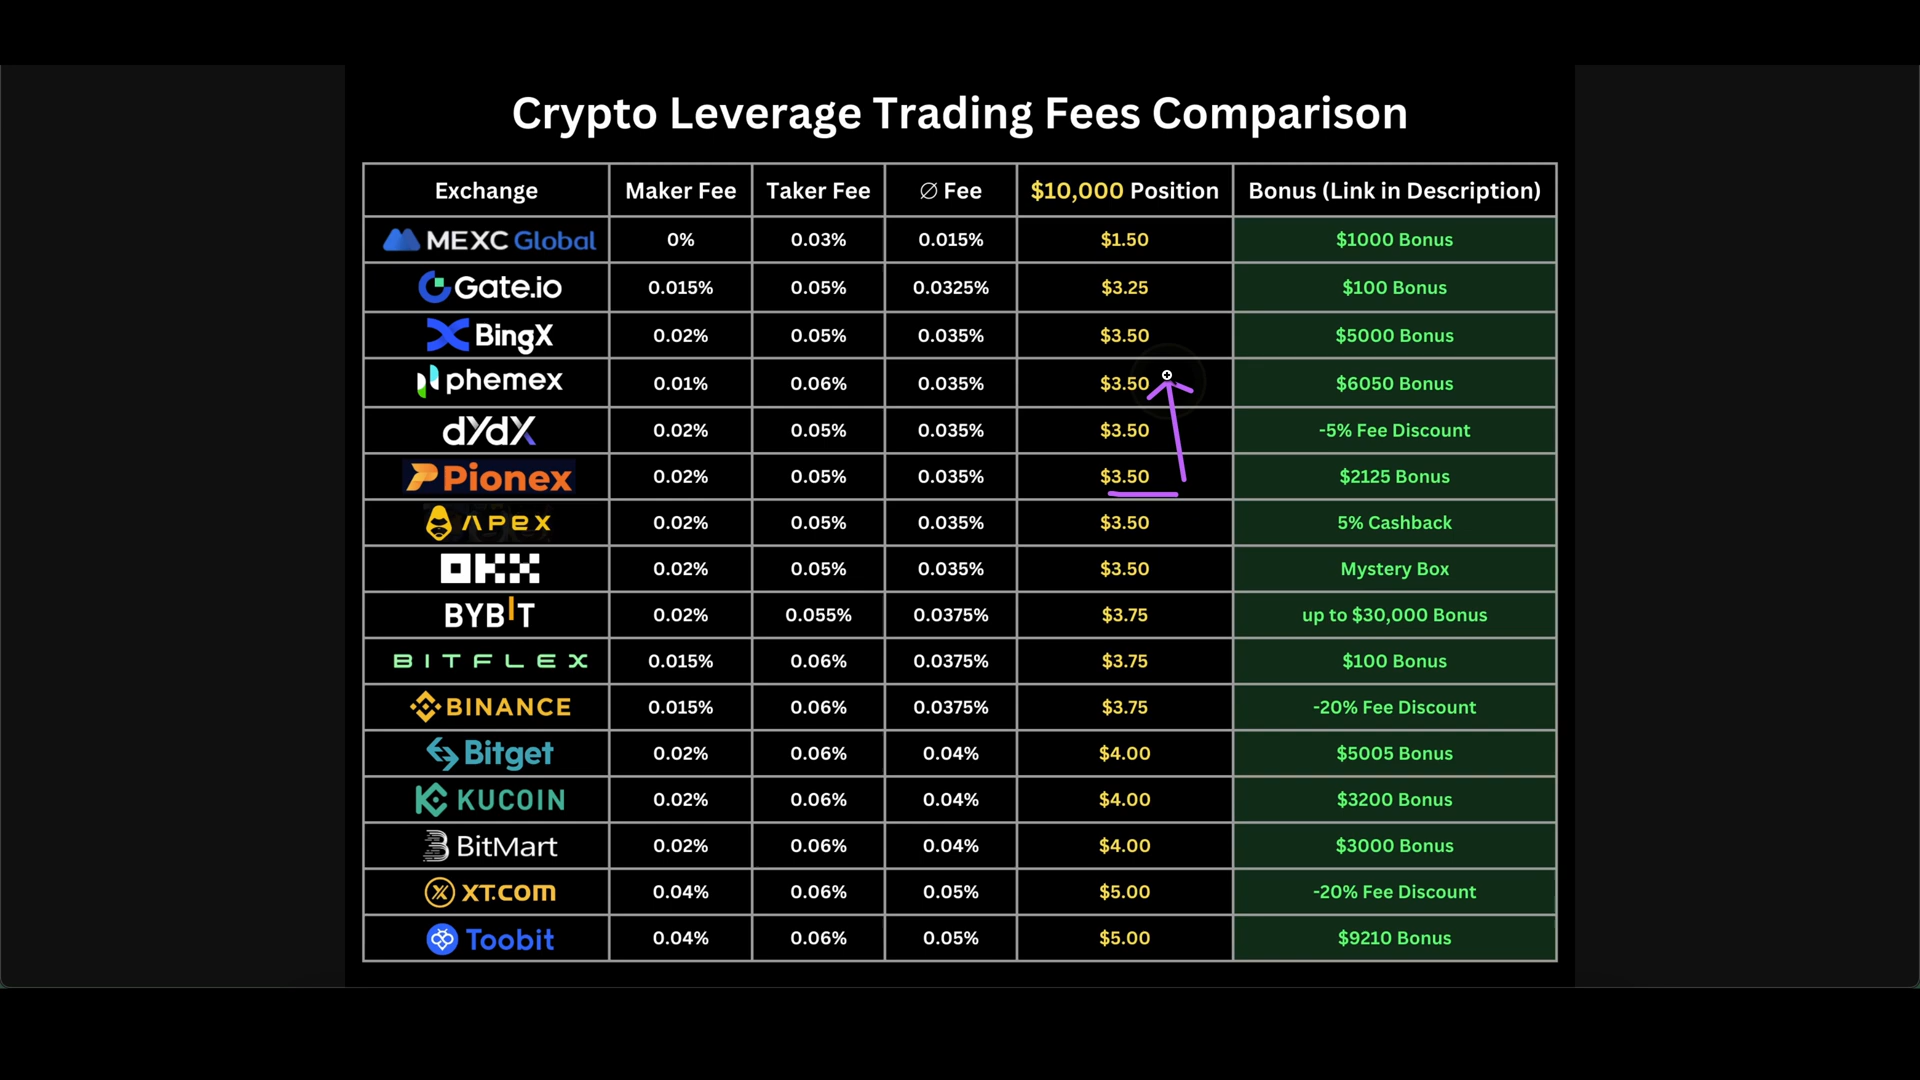 Crypto Leverage Trading Fees Comparison
Exchange Maker Fee Taker Fee ∅ Fee $10,000 Position Bonus (Link in Description)
MEXC Global 0% 0.03% 0.015% $1.50 $1000 Bonus
Gate.io 0.015% 0.05% 0.0325% $3.25 $100 Bonus
BingX 0.02% 0.05% 0.035% $3.50 $5000 Bonus
phemex 0.01% 0.06% 0.035% $3.50 $6050 Bonus
dYdX 0.02% 0.05% 0.035% $3.50 -5% Fee Discount
Pionex 0.02% 0.05% 0.035% $3.50 $2125 Bonus
APEX 0.02% 0.05% 0.035% $3.50 5% Cashback
OKX 0.02% 0.05% 0.035% $3.50 Mystery Box
BYBIT 0.02% 0.055% 0.0375% $3.75 up to $30,000 Bonus
BITFLEX 0.015% 0.06% 0.0375% $3.75 $100 Bonus
BINANCE 0.015% 0.06% 0.0375% $3.75 -20% Fee Discount
Bitget 0.02% 0.06% 0.04% $4.00 $5005 Bonus
KUCOIN 0.02% 0.06% 0.04% $4.00 $3200 Bonus
BitMart 0.02% 0.06% 0.04% $4.00 $3000 Bonus
XT.COM 0.04% 0.06% 0.05% $5.00 -20% Fee Discount
Toobit 0.04% 0.06% 0.05% $5.00 $9210 Bonus